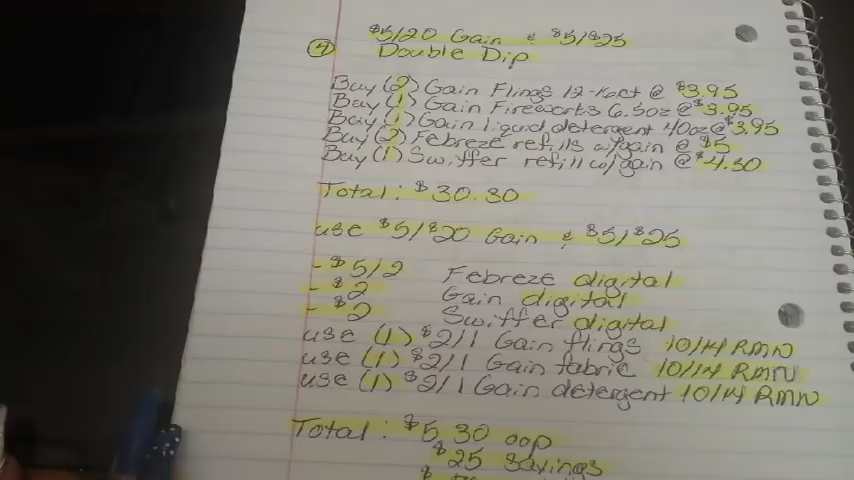 $5/20 Gain & $5/$25
④ Double Dip
Buy (2) Gain Flings 12-16ct @ $3.95
Buy (1) Gain Fireworks 6.5oz @ $3.95
Buy (1) Gain liquid detergent 40oz @ $3.95
Buy (2) Febreze refills w/gain @ $5
Buy (1) Swiffer refill w/gain @ $4.50
Total: $30.30
use $5/$20 Gain & $5/$25
- $5/2 Febreze digital
- $2 Gain digital
- $2 Swiffer digital
use (1) $2/1 Gain flings 10/14 RMN
use (1) $2/1 Gain fabric 10/14 RMN
use (1) $2/1 Gain detergent 10/14 RMN
Total: $5.30 oop
$25 savings
$